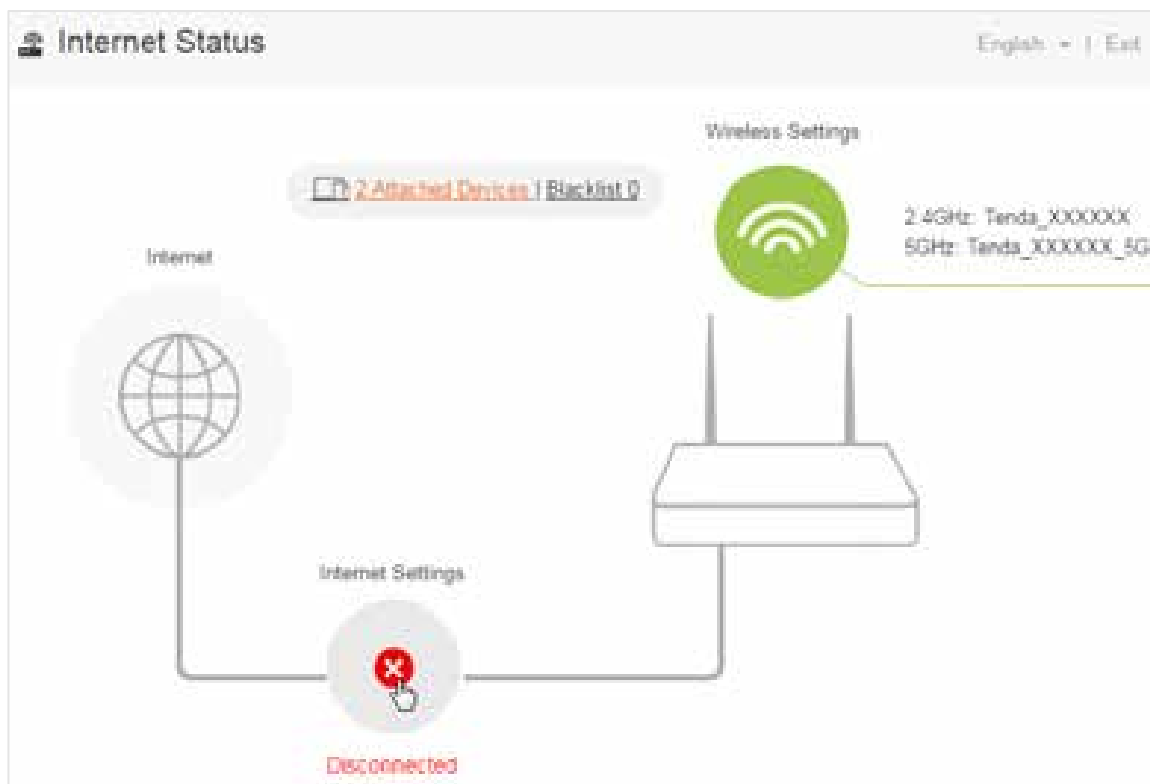 Internet Status
English | Exit
Wireless Settings
2 Attached Devices | Blacklist 0
2.4GHz: Tenda_XXXXXX
5GHz: Tenda_XXXXXX_5G
Internet
Internet Settings
Disconnected